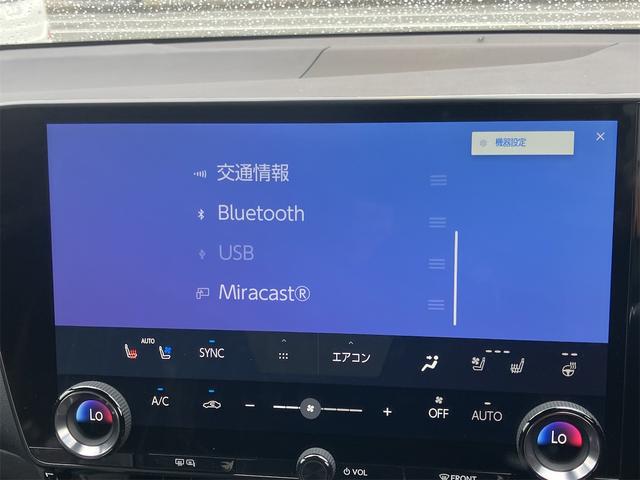 機器設定
交通情報
Bluetooth
USB
Miracast®
AUTO
SYNC
エアコン
Lo
A/C
OFF
AUTO
Lo
VOL
FRONT